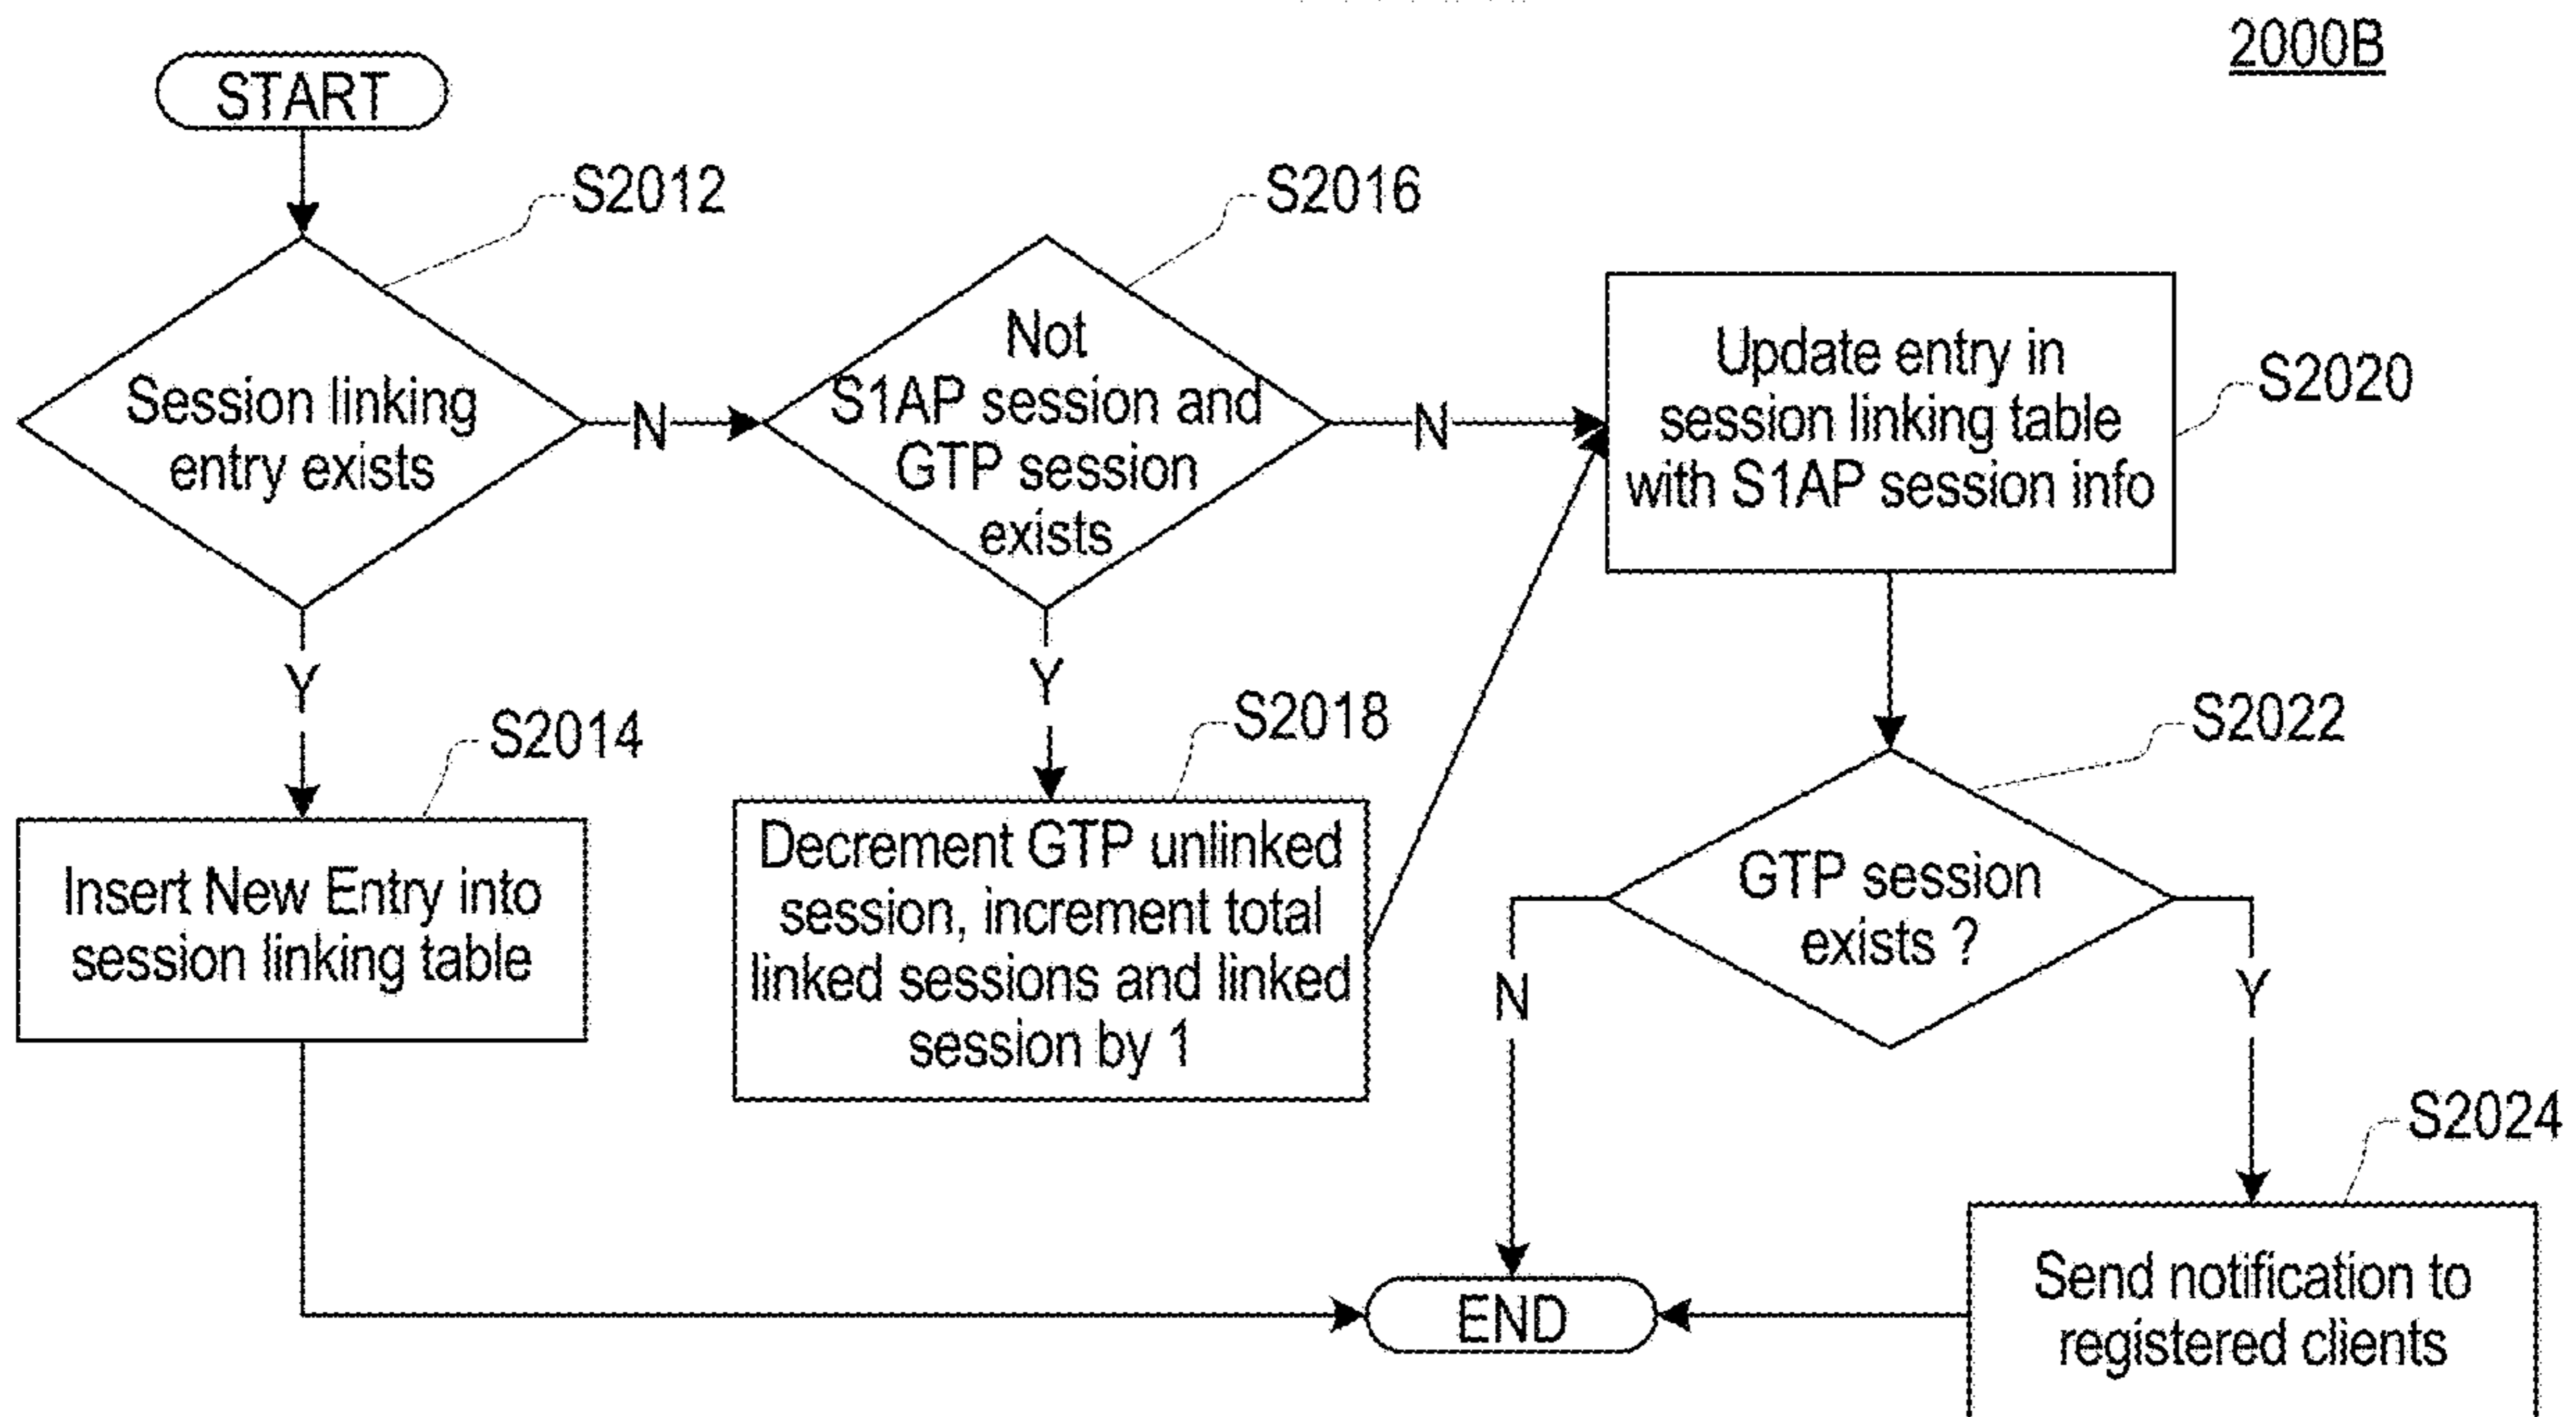 2000B
START
S2012
S2016
Session linking
entry exists
N
Not
S1AP session and
GTP session
exists
N
Update entry in
session linking table
with S1AP session info
S2020
Y
S2014
Insert New Entry into
session linking table
Y
S2018
Decrement GTP unlinked
session, increment total
linked sessions and linked
session by 1
S2022
GTP session
exists ?
N
Y
S2024
Send notification to
registered clients
END